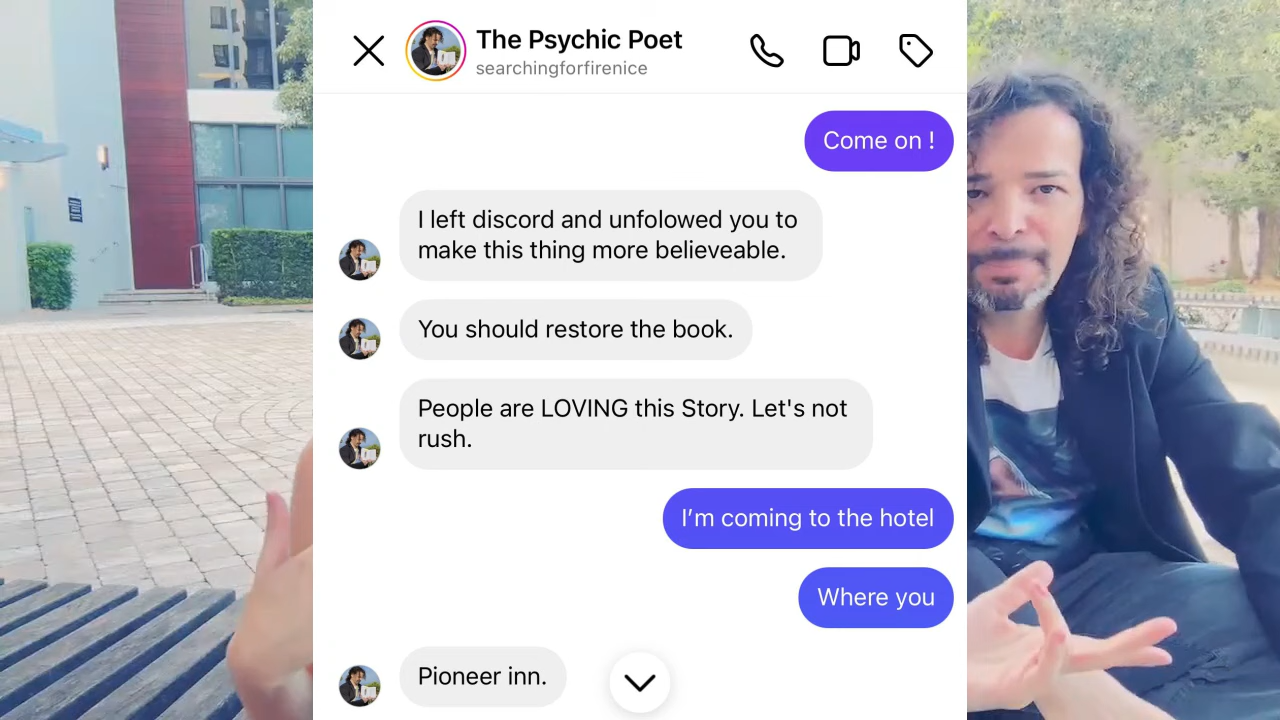 The Psychic Poet
searchingforfirenice
Come on !
I left discord and unfolowed you to
make this thing more believeable.
You should restore the book.
People are LOVING this Story. Let's not
rush.
I’m coming to the hotel
Where you
Pioneer inn.